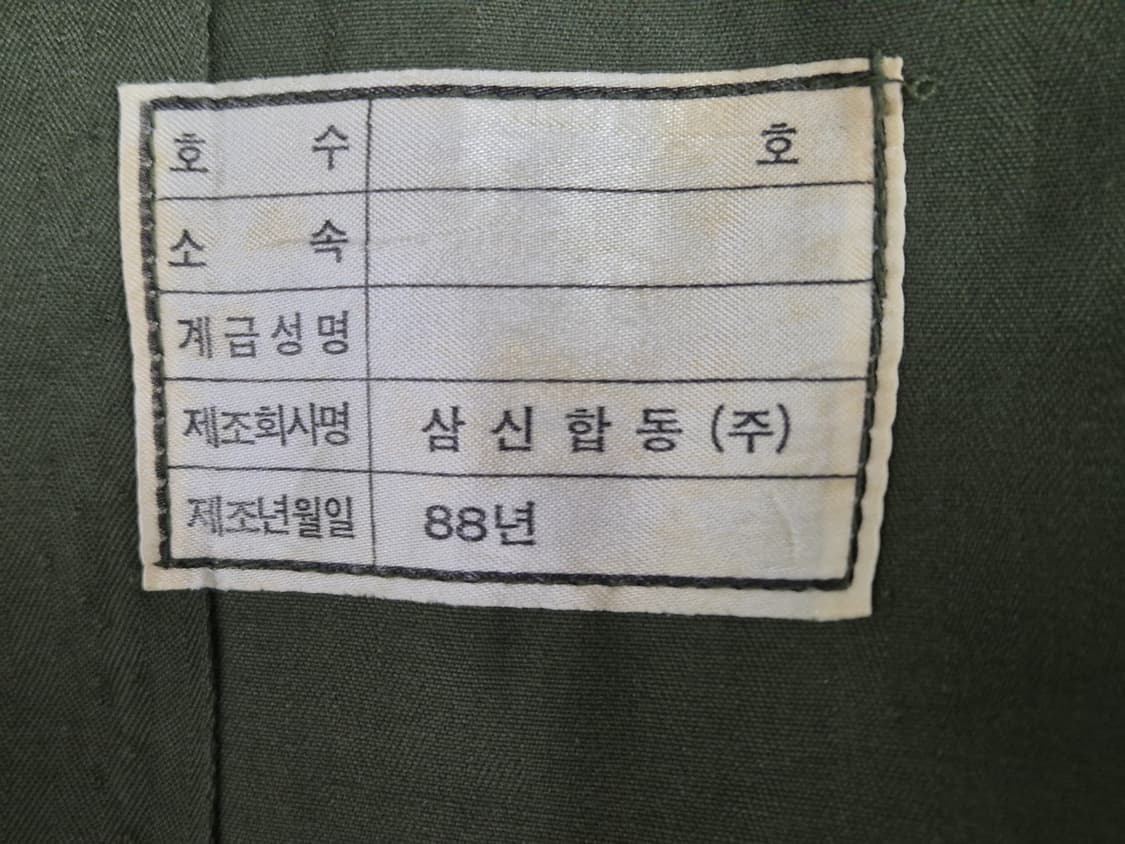 호 수 호
소 속
계급성명
제조회사명 삼신합동(주)
제조년월일 88년